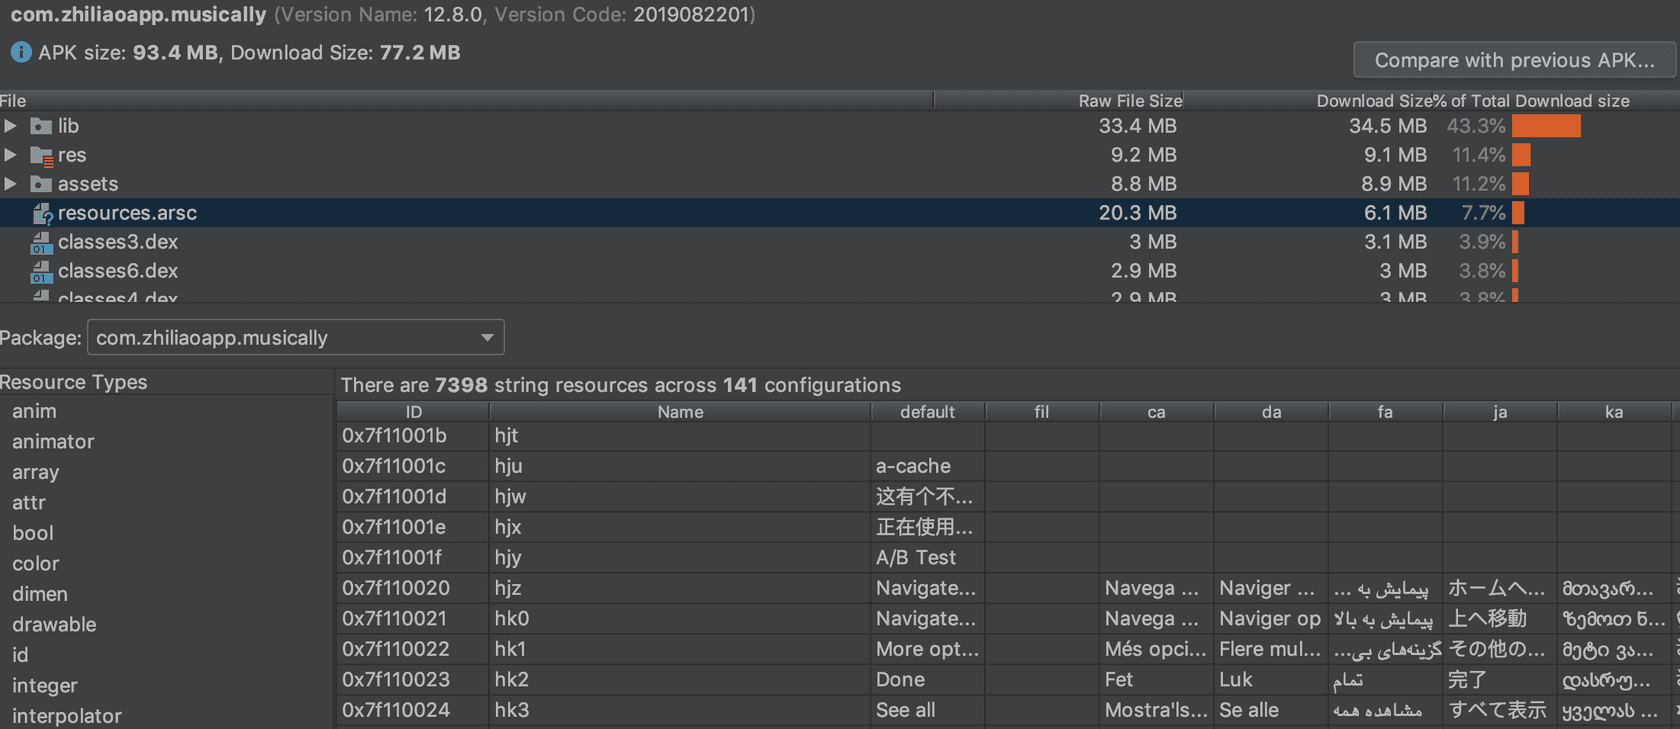 com.zhiliaoapp.musically (Version Name: 12.8.0, Version Code: 2019082201)
APK size: 93.4 MB, Download Size: 77.2 MB
Compare with previous APK...
File Raw File Size Download Size % of Total Download size
lib 33.4 MB 34.5 MB 43.3%
res 9.2 MB 9.1 MB 11.4%
assets 8.8 MB 8.9 MB 11.2%
resources.arsc 20.3 MB 6.1 MB 7.7%
classes3.dex 3 MB 3.1 MB 3.9%
classes6.dex 2.9 MB 3 MB 3.8%
classes4.dex 2.9 MB 3 MB 3.8%
Package: com.zhiliaoapp.musically
Resource Types
anim
animator
array
attr
bool
color
dimen
drawable
id
integer
interpolator
There are 7398 string resources across 141 configurations
ID Name default fil ca da fa ja ka
0x7f11001b hjt
0x7f11001c hju a-cache
0x7f11001d hjw 这有个不...
0x7f11001e hjx 正在使用...
0x7f11001f hjy A/B Test
0x7f110020 hjz Navigate... Navega ... Naviger ... پیمایش به ... ホームへ... მთავარ...
0x7f110021 hk0 Navigate... Navega ... Naviger op پیمایش به بالا 上へ移動 ზემოთ ნ...
0x7f110022 hk1 More opt... Més opci... Flere mul... گزینه‌های بی... その他の... მეტი ვა...
0x7f110023 hk2 Done Fet Luk تمام 完了 დასრუ...
0x7f110024 hk3 See all Mostra'ls... Se alle مشاهده همه すべて表示 ყველას ...